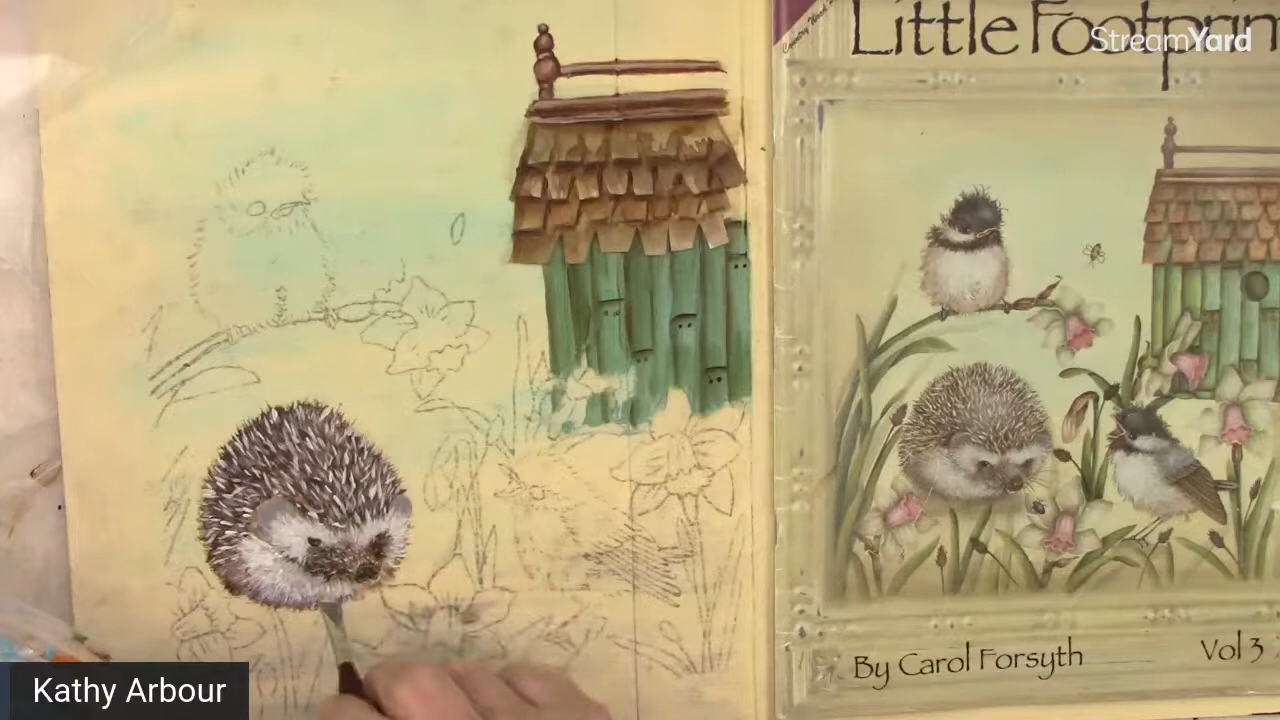 Little Footprin
StreamYard
By Carol Forsyth
Vol 3
Kathy Arbour